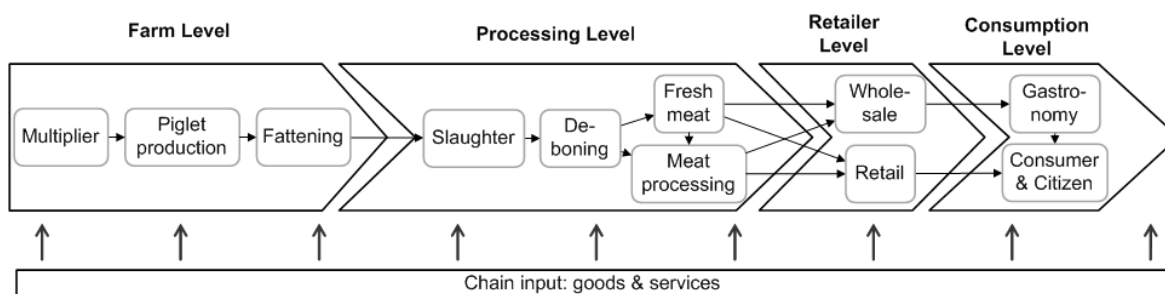 Farm Level
Processing Level
Retailer
Level
Consumption
Level
Multiplier
Piglet
production
Fattening
Slaughter
De-
boning
Fresh
meat
Meat
processing
Whole-
sale
Retail
Gastro-
nomy
Consumer
& Citizen
Chain input: goods & services